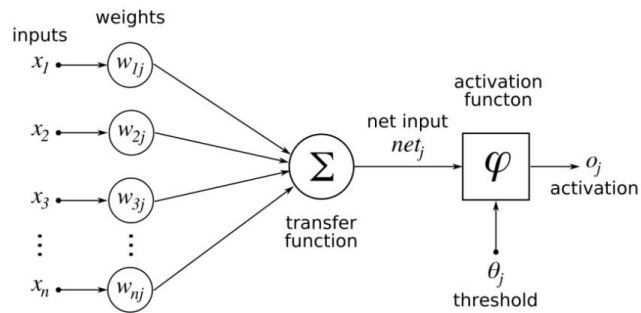 weights
inputs
x1
w1j
x2
w2j
x3
w3j
xn
wnj
Σ
transfer
function
net input
netj
activation
functon
φ
oj
activation
θj
threshold